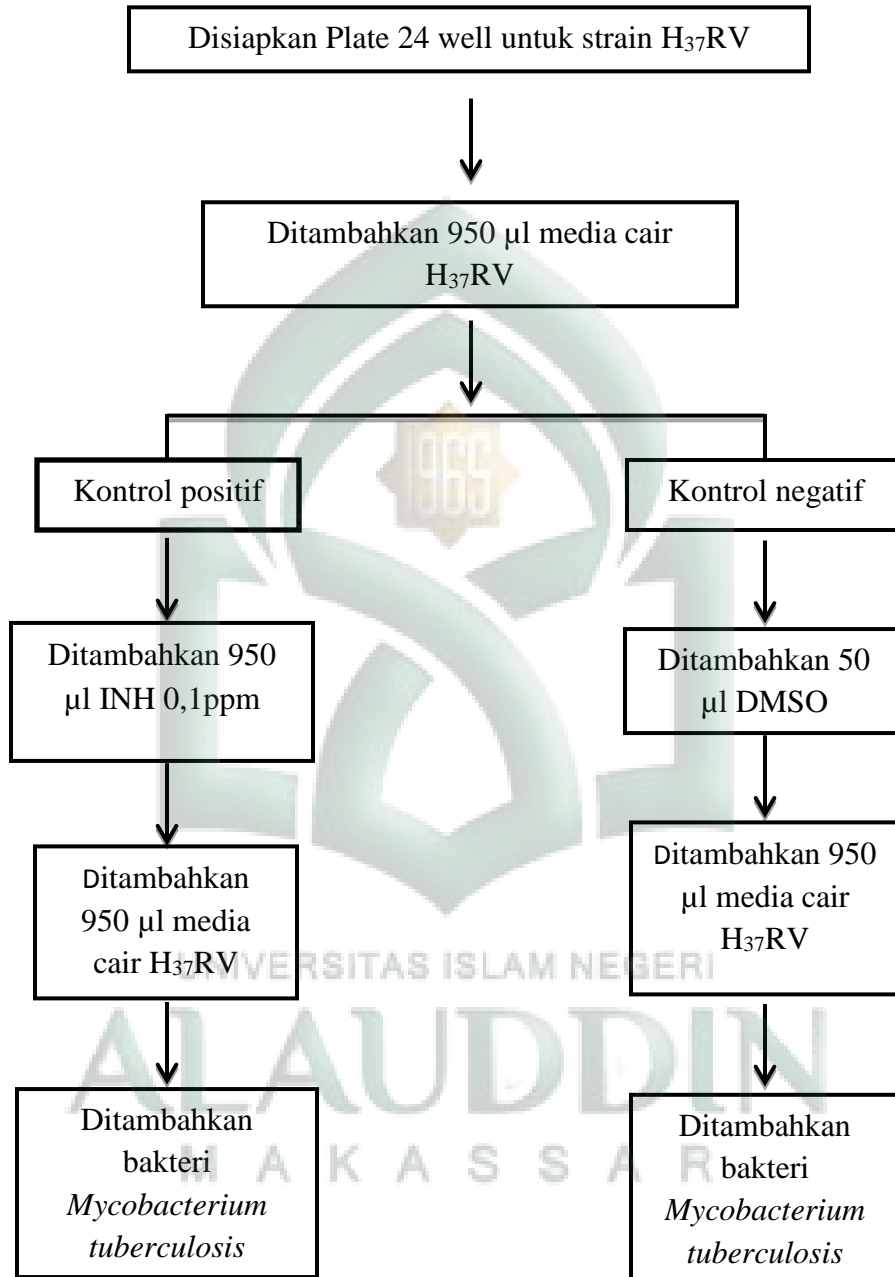 Disiapkan Plate 24 well untuk strain H₃₇RV
Ditambahkan 950 µl media cair
H₃₇RV
965
Kontrol positif
Kontrol negatif
Ditambahkan 950
µl INH 0,1ppm
Ditambahkan 50
µl DMSO
Ditambahkan
950 µl media
cair H₃₇RV
Ditambahkan 950
µl media cair
H₃₇RV
UNIVERSITAS ISLAM NEGERI
ALAUDDIN
MAKASSAR
Ditambahkan
bakteri
Mycobacterium
tuberculosis
Ditambahkan
bakteri
Mycobacterium
tuberculosis